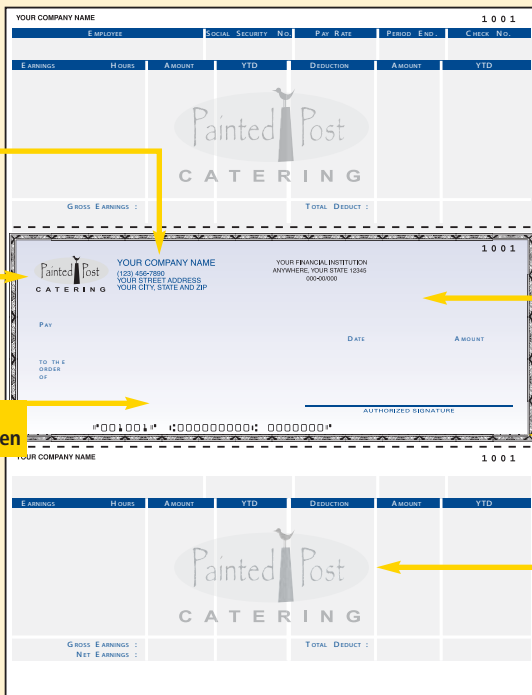 YOUR COMPANY NAME 1001
EMPLOYEE SOCIAL SECURITY NO. PAY RATE PERIOD END. CHECK NO.
EARNINGS HOURS AMOUNT YTD DEDUCTION AMOUNT YTD
Painted Post
CATERING
GROSS EARNINGS : TOTAL DEDUCT :
1001
Painted Post
CATERING
YOUR COMPANY NAME
(123) 456-7890
YOUR STREET ADDRESS
YOUR CITY, STATE AND ZIP
YOUR FINANCIAL INSTITUTION
ANYWHERE, YOUR STATE 12345
000-00/000
PAY
DATE AMOUNT
TO THE
ORDER
OF
AUTHORIZED SIGNATURE
en
⑈001001⑈ ⑆000000000⑆ 0000000⑈
YOUR COMPANY NAME 1001
EARNINGS HOURS AMOUNT YTD DEDUCTION AMOUNT YTD
Painted Post
CATERING
GROSS EARNINGS : TOTAL DEDUCT :
NET EARNINGS :